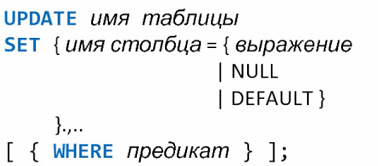 UPDATE имя таблицы
SET { имя столбца = { выражение
| NULL
| DEFAULT }
}.,..
[ { WHERE предикат } ];